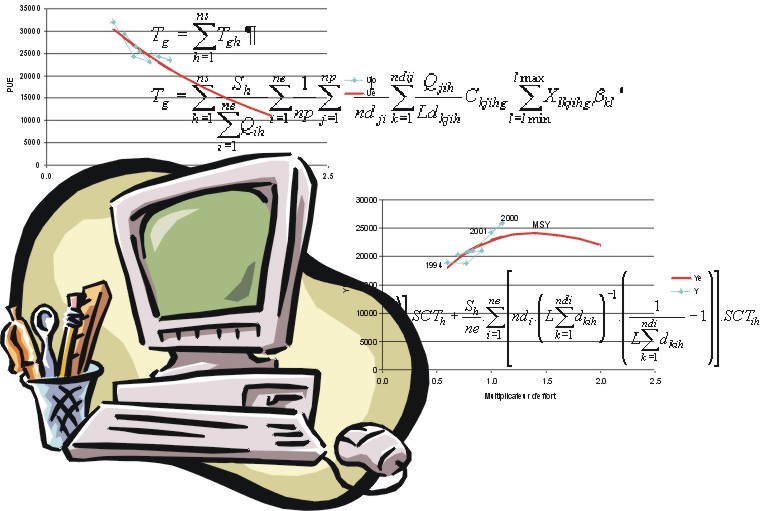 35000
30000
25000
20000
15000
10000
5000
0
PUE
0.0
2.5
T_g = \sum_{h=1}^{ns} T_{gh} ¶
T_g = \sum_{h=1}^{ns} \frac{S_h}{\sum_{i=1}^{ne} Q_{ih}} \sum_{i=1}^{ne} \frac{1}{np} \sum_{j=1}^{np} \frac{1}{nd_{ji}} \sum_{k=1}^{ndij} \frac{Q_{jih}}{Ld_{kjih}} C_{kjihg} \sum_{l=l\min}^{l\max} X_{lkjihg} \beta_{kl}
Ue
30000
25000
20000
15000
10000
5000
0
Y
1994
2001
2000
MSY
Ye
Y
] SCT_h + \frac{S_h}{ne} . \sum_{i=1}^{ne} \left[ nd_i . \left( L \sum_{k=1}^{ndi} d_{kih} \right)^{-1} . \left( \frac{1}{L \sum_{k=1}^{ndi} d_{kih}} - 1 \right) \right] . SCT_{ih}
0.0 0.5 1.0 1.5 2.0 2.5
Multiplicateur d'effort